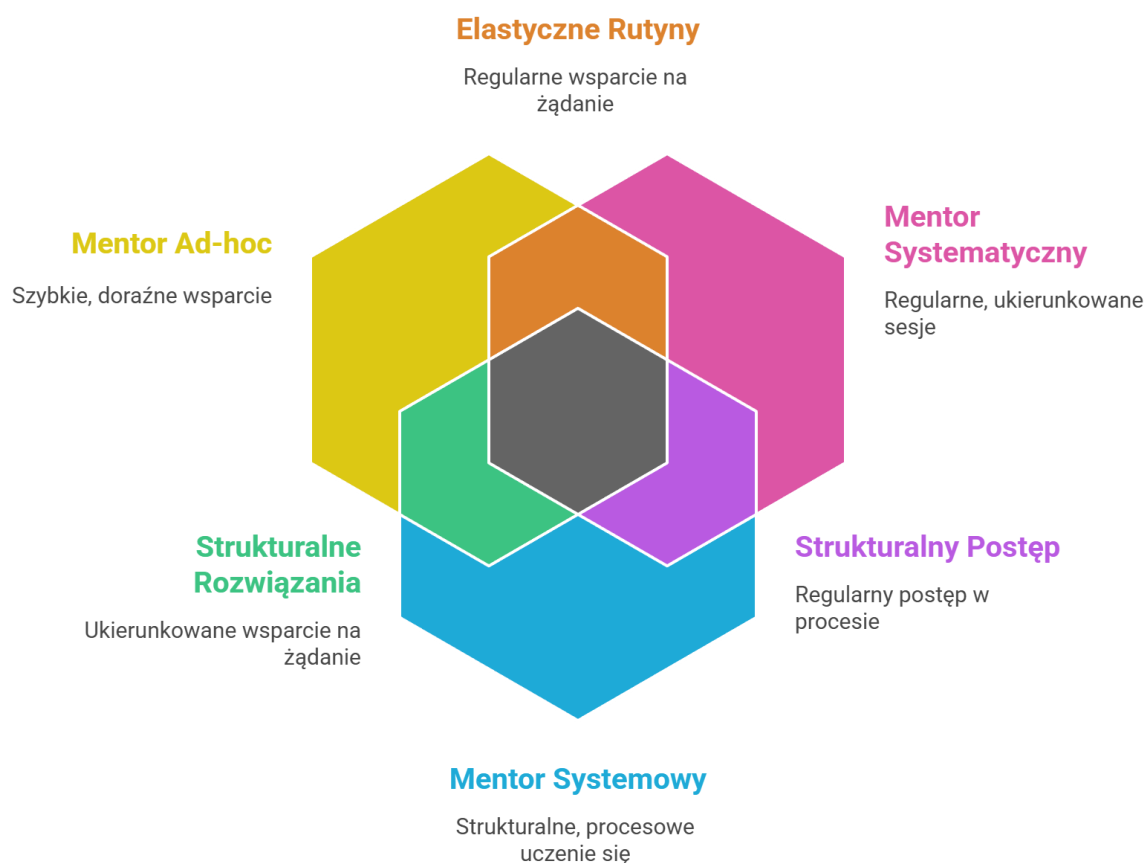 Elastyczne Rutyny
Regularne wsparcie na
żądanie
Mentor Ad-hoc
Szybkie, doraźne wsparcie
Mentor
Systematyczny
Regularne, ukierunkowane
sesje
Strukturalne
Rozwiązania
Ukierunkowane wsparcie na
żądanie
Strukturalny Postęp
Regularny postęp w
procesie
Mentor Systemowy
Strukturalne, procesowe
uczenie się